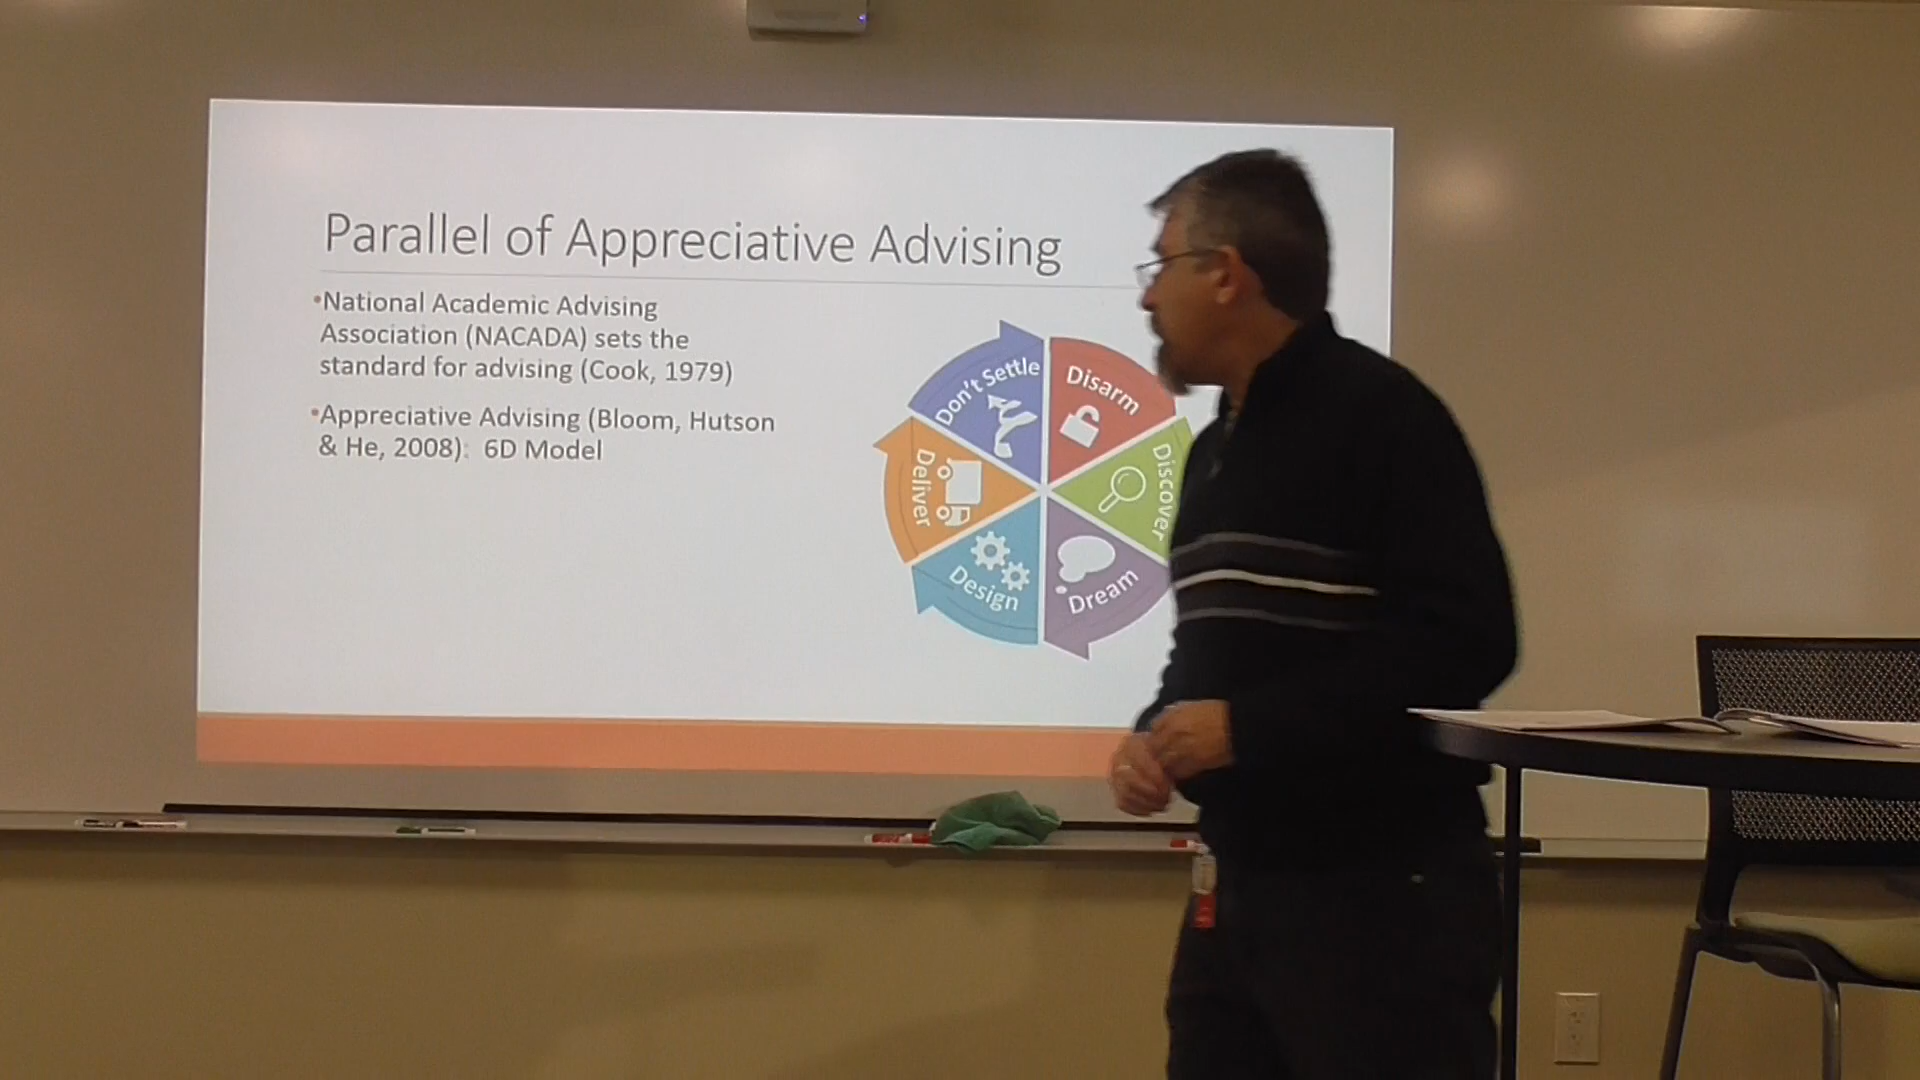 Parallel of Appreciative Advising
•National Academic Advising
Association (NACADA) sets the
standard for advising (Cook, 1979)
•Appreciative Advising (Bloom, Hutson
& He, 2008):  6D Model
Don't Settle
Disarm
Discover
Dream
Design
Deliver